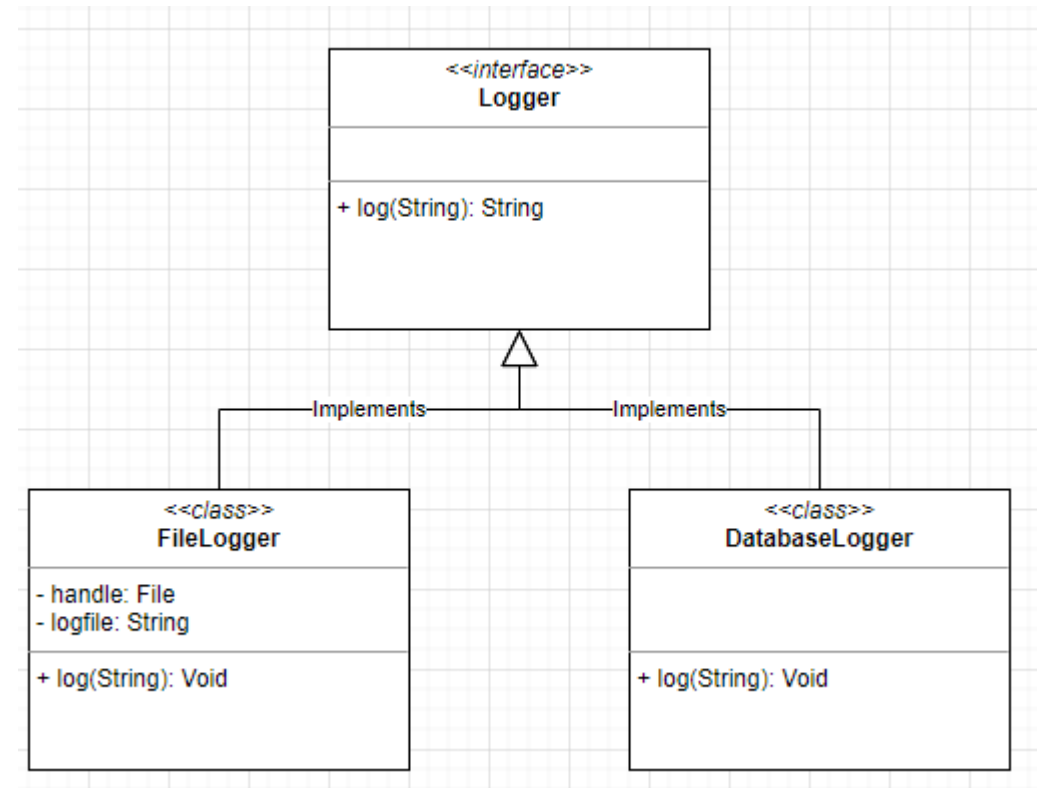 <<interface>>
Logger
+ log(String): String
Implements
Implements
<<class>>
FileLogger
- handle: File
- logfile: String
+ log(String): Void
<<class>>
DatabaseLogger
+ log(String): Void